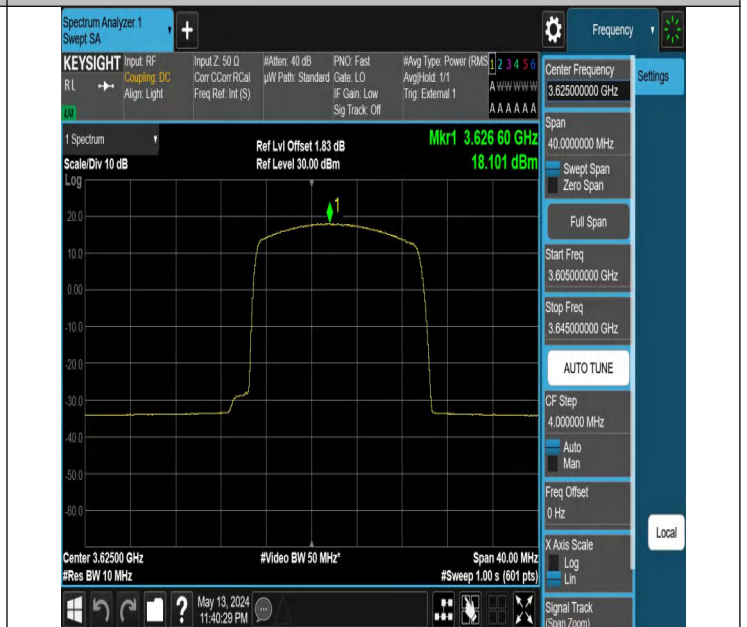 Spectrum Analyzer 1
Swept SA
+
Frequency
KEYSIGHT
R L
LXI
Input: RF
Coupling: DC
Align: Light
Input Z: 50 Ω
Corr CCorr RCal
Freq Ref: Int (S)
#Atten: 40 dB
µW Path: Standard
PNO: Fast
Gate: LO
IF Gain: Low
Sig Track: Off
#Avg Type: Power (RMS
Avg|Hold: 1/1
Trig: External 1
1 2 3 4 5 6
A W W W W W
A A A A A A
1 Spectrum
Scale/Div 10 dB
Log
Ref Lvl Offset 1.83 dB
Ref Level 30.00 dBm
Mkr1 3.626 60 GHz
18.101 dBm
1
20.0
10.0
0.00
-10.0
-20.0
-30.0
-40.0
-50.0
-60.0
Center 3.62500 GHz
#Res BW 10 MHz
#Video BW 50 MHz*
Span 40.00 MHz
#Sweep 1.00 s (601 pts)
?
May 13, 2024
11:40:29 PM
Center Frequency
3.625000000 GHz
Settings
Span
40.0000000 MHz
Swept Span
Zero Span
Full Span
Start Freq
3.605000000 GHz
Stop Freq
3.645000000 GHz
AUTO TUNE
CF Step
4.000000 MHz
Auto
Man
Freq Offset
0 Hz
Local
X Axis Scale
Log
Lin
Signal Track
(Span Zoom)